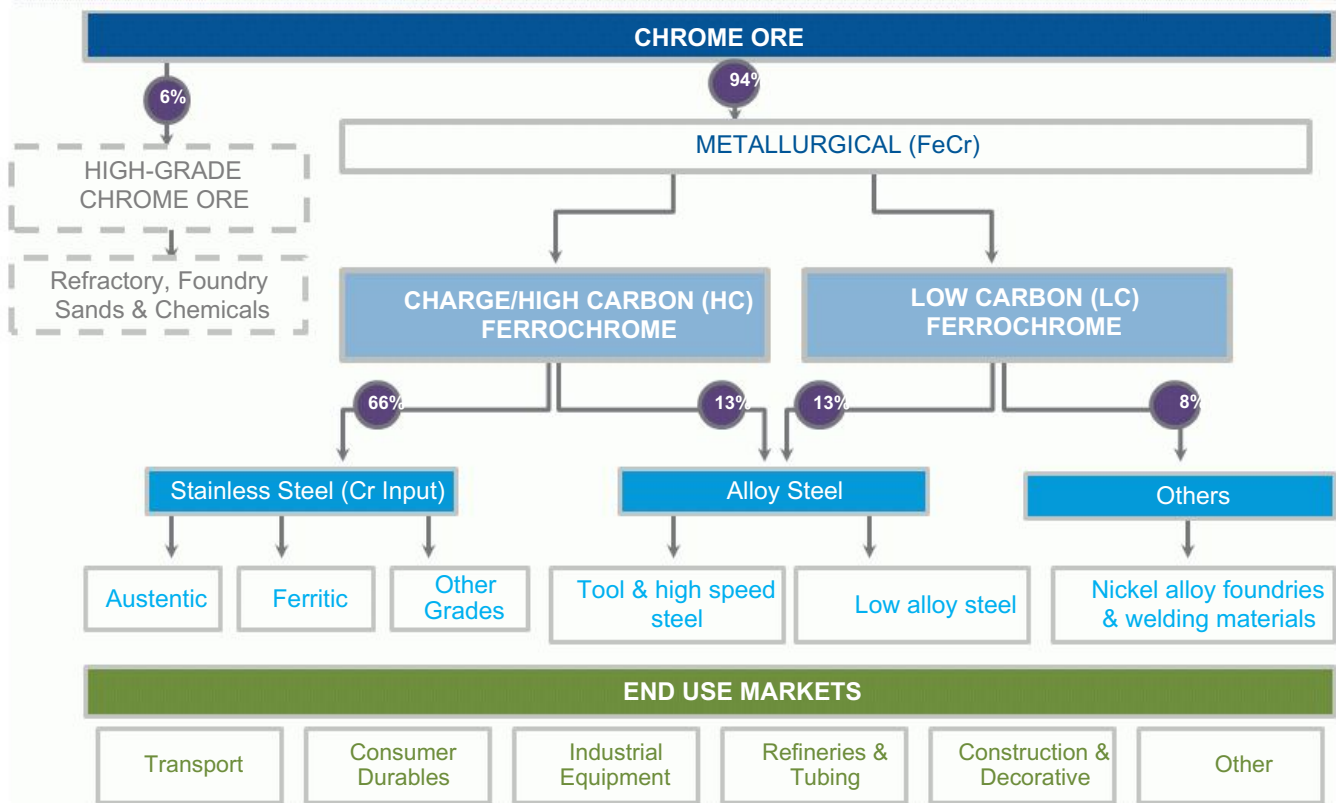 CHROME ORE
6%
94%
METALLURGICAL (FeCr)
HIGH-GRADE
CHROME ORE
Refractory, Foundry
Sands & Chemicals
CHARGE/HIGH CARBON (HC)
FERROCHROME
LOW CARBON (LC)
FERROCHROME
66%
13%
13%
8%
Stainless Steel (Cr Input)
Alloy Steel
Others
Austentic
Ferritic
Other
Grades
Tool & high speed
steel
Low alloy steel
Nickel alloy foundries
& welding materials
END USE MARKETS
Transport
Consumer
Durables
Industrial
Equipment
Refineries &
Tubing
Construction &
Decorative
Other